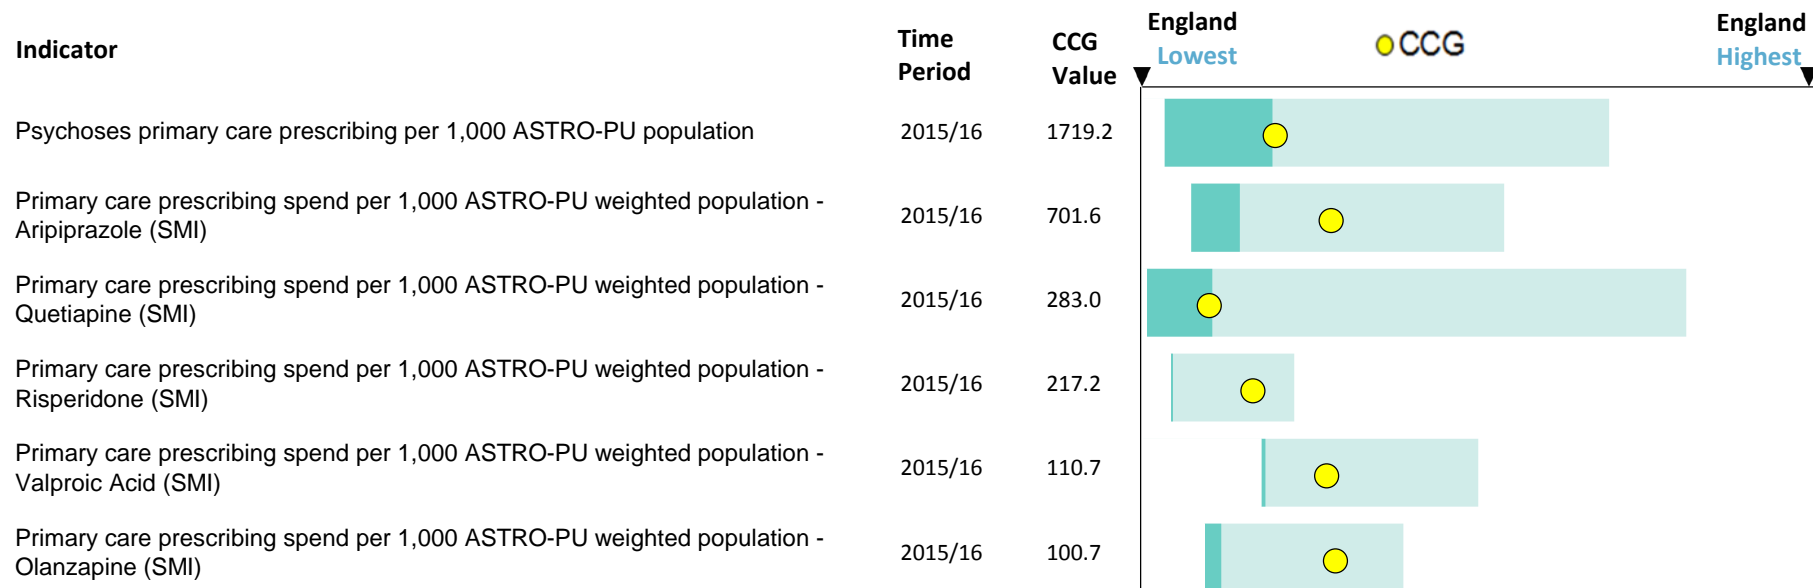 Indicator
Time
Period
CCG
Value
England
Lowest
CCG
England
Highest
Psychoses primary care prescribing per 1,000 ASTRO-PU population
2015/16
1719.2
Primary care prescribing spend per 1,000 ASTRO-PU weighted population -
Aripiprazole (SMI)
2015/16
701.6
Primary care prescribing spend per 1,000 ASTRO-PU weighted population -
Quetiapine (SMI)
2015/16
283.0
Primary care prescribing spend per 1,000 ASTRO-PU weighted population -
Risperidone (SMI)
2015/16
217.2
Primary care prescribing spend per 1,000 ASTRO-PU weighted population -
Valproic Acid (SMI)
2015/16
110.7
Primary care prescribing spend per 1,000 ASTRO-PU weighted population -
Olanzapine (SMI)
2015/16
100.7